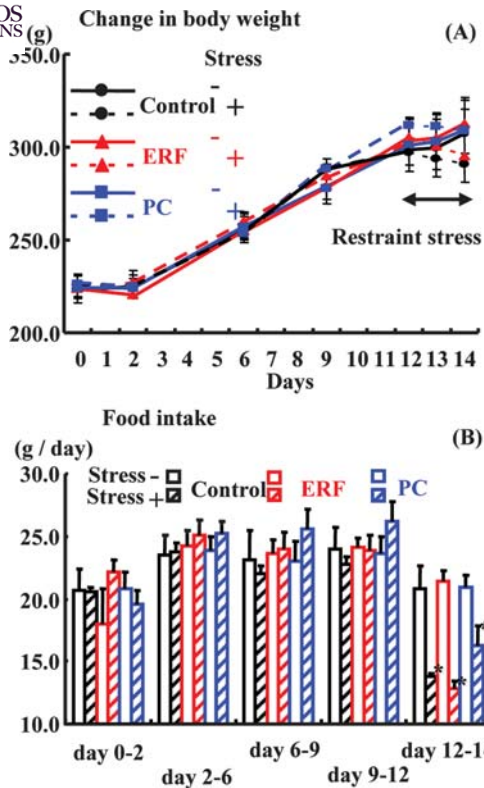 Change in body weight
(g)
(A)
350.0
Stress
Control - +
ERF - +
PC - +
300.0
250.0
200.0
Restraint stress
0 1 2 3 4 5 6 7 8 9 10 11 12 13 14
Days
Food intake
(g / day)
(B)
30.0
Stress -
Stress +
Control
ERF
PC
25.0
20.0
15.0
10.0
* *
day 0-2
day 2-6
day 6-9
day 9-12
day 12-1